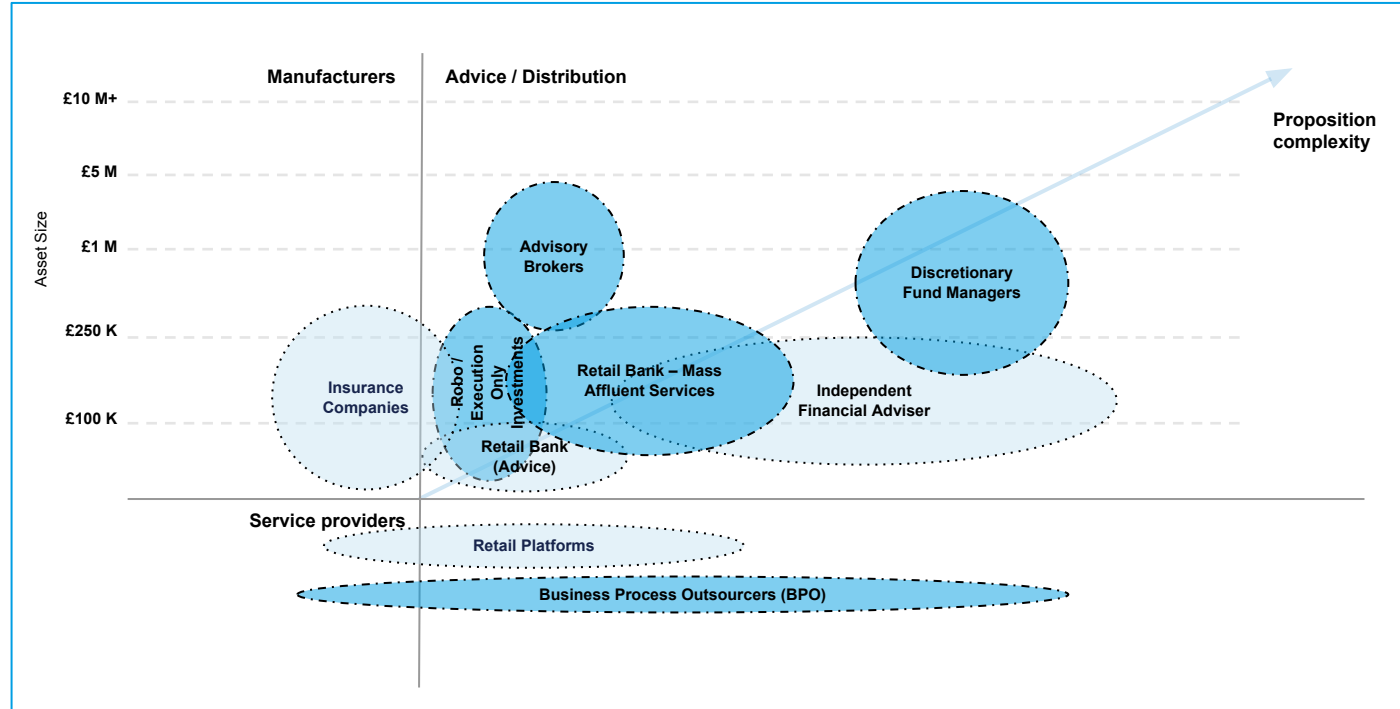 Manufacturers
Advice / Distribution
£10 M+
Proposition
complexity
£5 M
Asset Size
£1 M
Advisory
Brokers
Discretionary
Fund Managers
£250 K
Insurance
Companies
Robo /
Execution
Only
Investments
Retail Bank – Mass
Affluent Services
Independent
Financial Adviser
£100 K
Retail Bank
(Advice)
Service providers
Retail Platforms
Business Process Outsourcers (BPO)